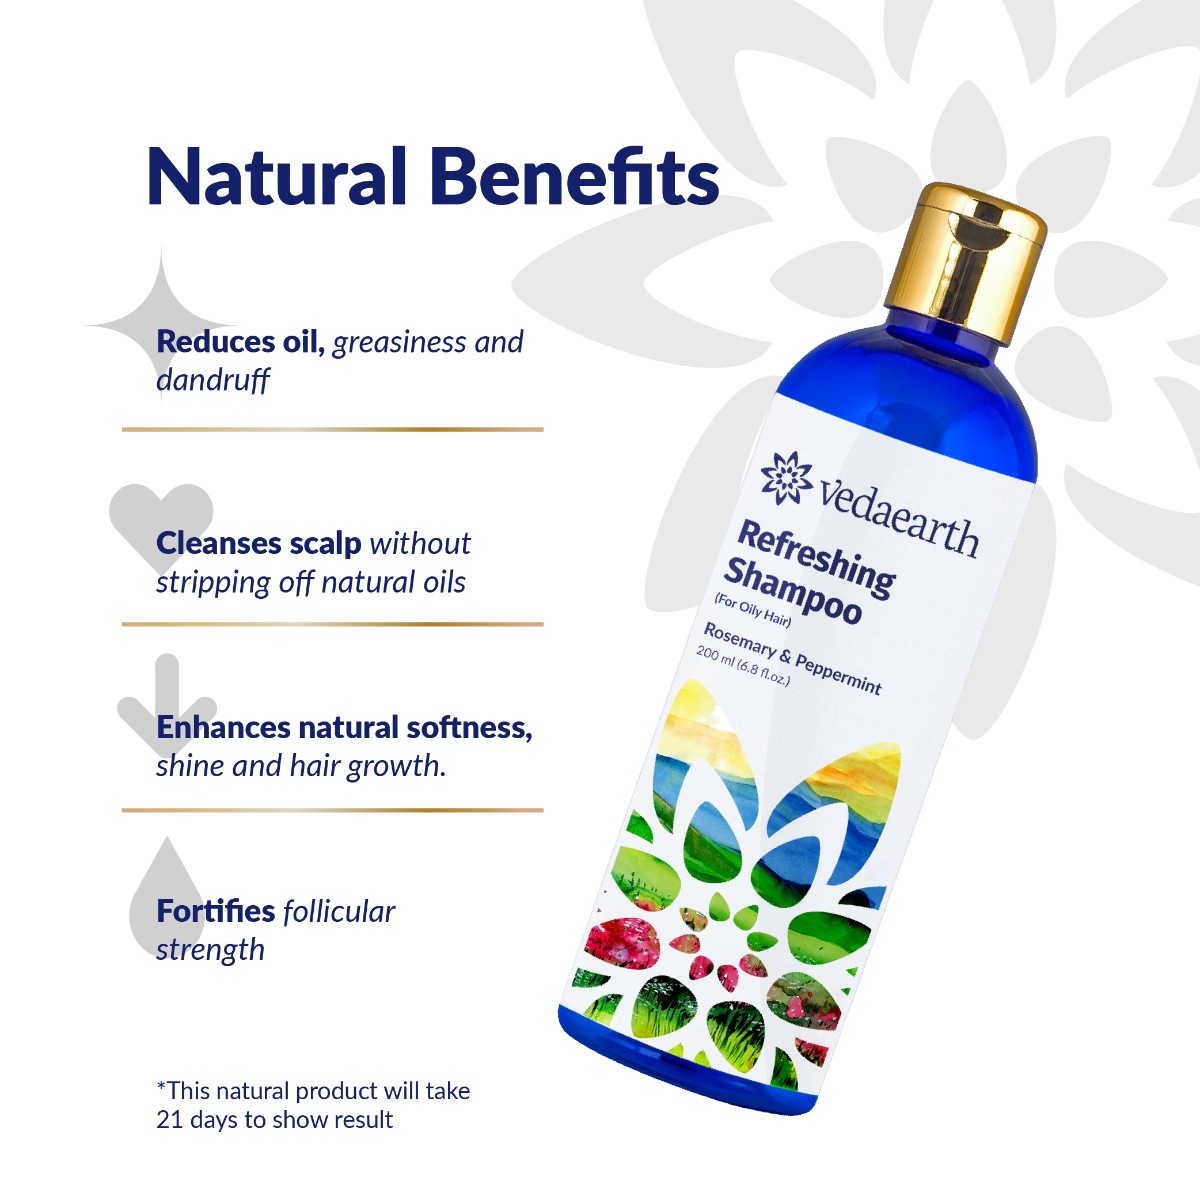 Natural Benefits
Reduces oil, greasiness and
dandruff
Cleanses scalp without
stripping off natural oils
Enhances natural softness,
shine and hair growth.
Fortifies follicular
strength
*This natural product will take
21 days to show result
vedaearth
Refreshing
Shampoo
(For Oily Hair)
Rosemary & Peppermint
200 ml (6.8 fl.oz.)